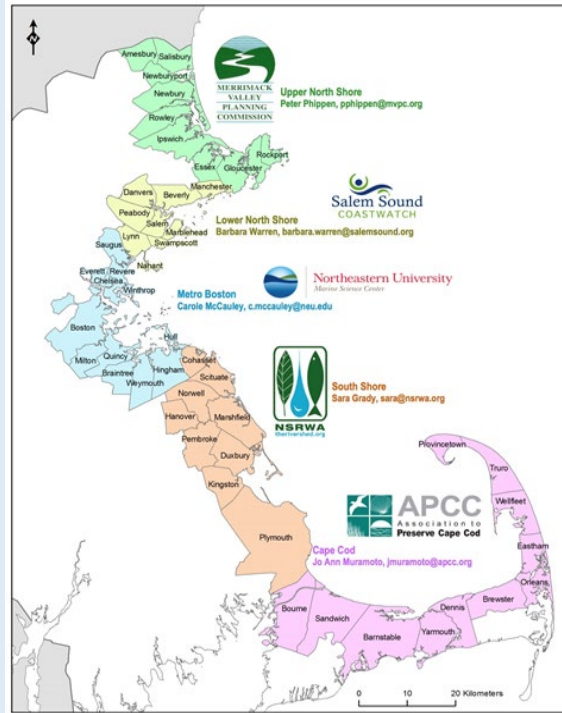 N
Amesbury
Salisbury
Newburyport
Newbury
Rowley
Ipswich
Essex
Gloucester
Rockport
MERRIMACK
VALLEY
PLANNING
COMMISSION
Upper North Shore
Peter Phippen, pphippen@mvpc.org
Manchester
Danvers
Beverly
Peabody
Salem
Marblehead
Lynn
Swampscott
Nahant
Salem Sound
COASTWATCH
Lower North Shore
Barbara Warren, barbara.warren@salemsound.org
Saugus
Everett
Revere
Chelsea
Winthrop
Boston
Milton
Quincy
Hull
Braintree
Hingham
Weymouth
Northeastern University
Marine Science Center
Metro Boston
Carole McCauley, c.mccauley@neu.edu
Cohasset
Scituate
Norwell
Hanover
Marshfield
Pembroke
Duxbury
Kingston
Plymouth
NSRWA
therivershed.org
South Shore
Sara Grady, sara@nsrwa.org
Provincetown
Truro
Wellfleet
Eastham
Orleans
Brewster
Dennis
Yarmouth
Barnstable
Sandwich
Bourne
APCC
Association to
Preserve Cape Cod
Cape Cod
Jo Ann Muramoto, jmuramoto@apcc.org
0 10 20 Kilometers